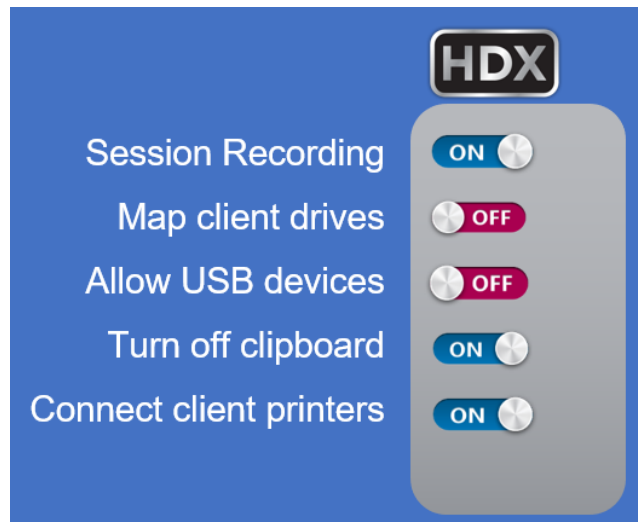 HDX
Session Recording ON
Map client drives OFF
Allow USB devices OFF
Turn off clipboard ON
Connect client printers ON